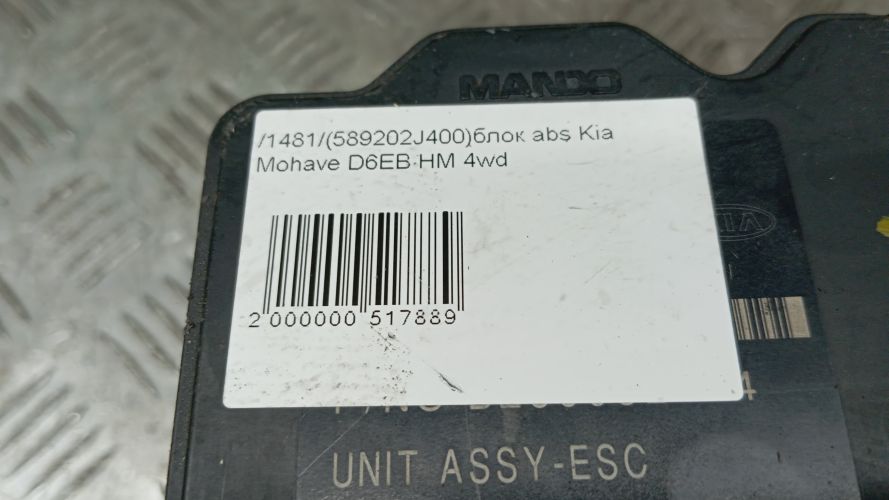 MANDO
/1481/(589202J400)блок abs Kia
Mohave D6EB HM 4wd
2 000000 517889
UNIT ASSY-ESC